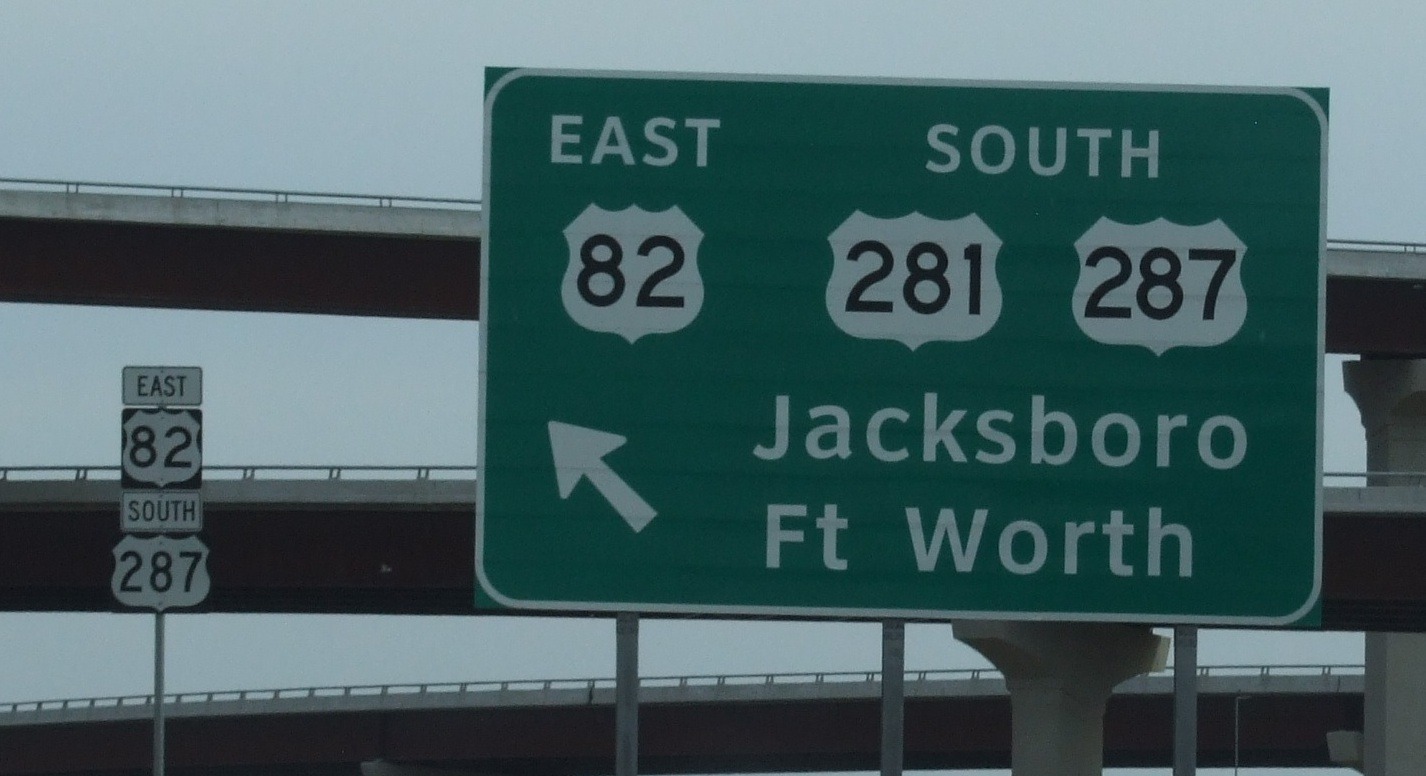 EAST SOUTH
82 281 287
Jacksboro
Ft Worth
EAST
82
SOUTH
287